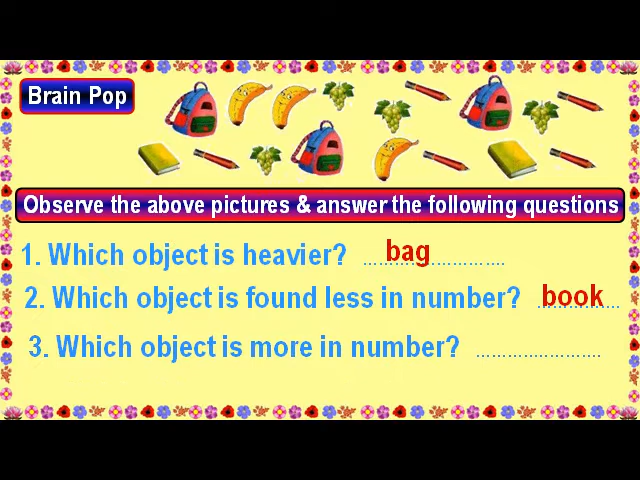 Brain Pop
Observe the above pictures & answer the following questions
1. Which object is heavier? bag
2. Which object is found less in number? book
3. Which object is more in number? ........................